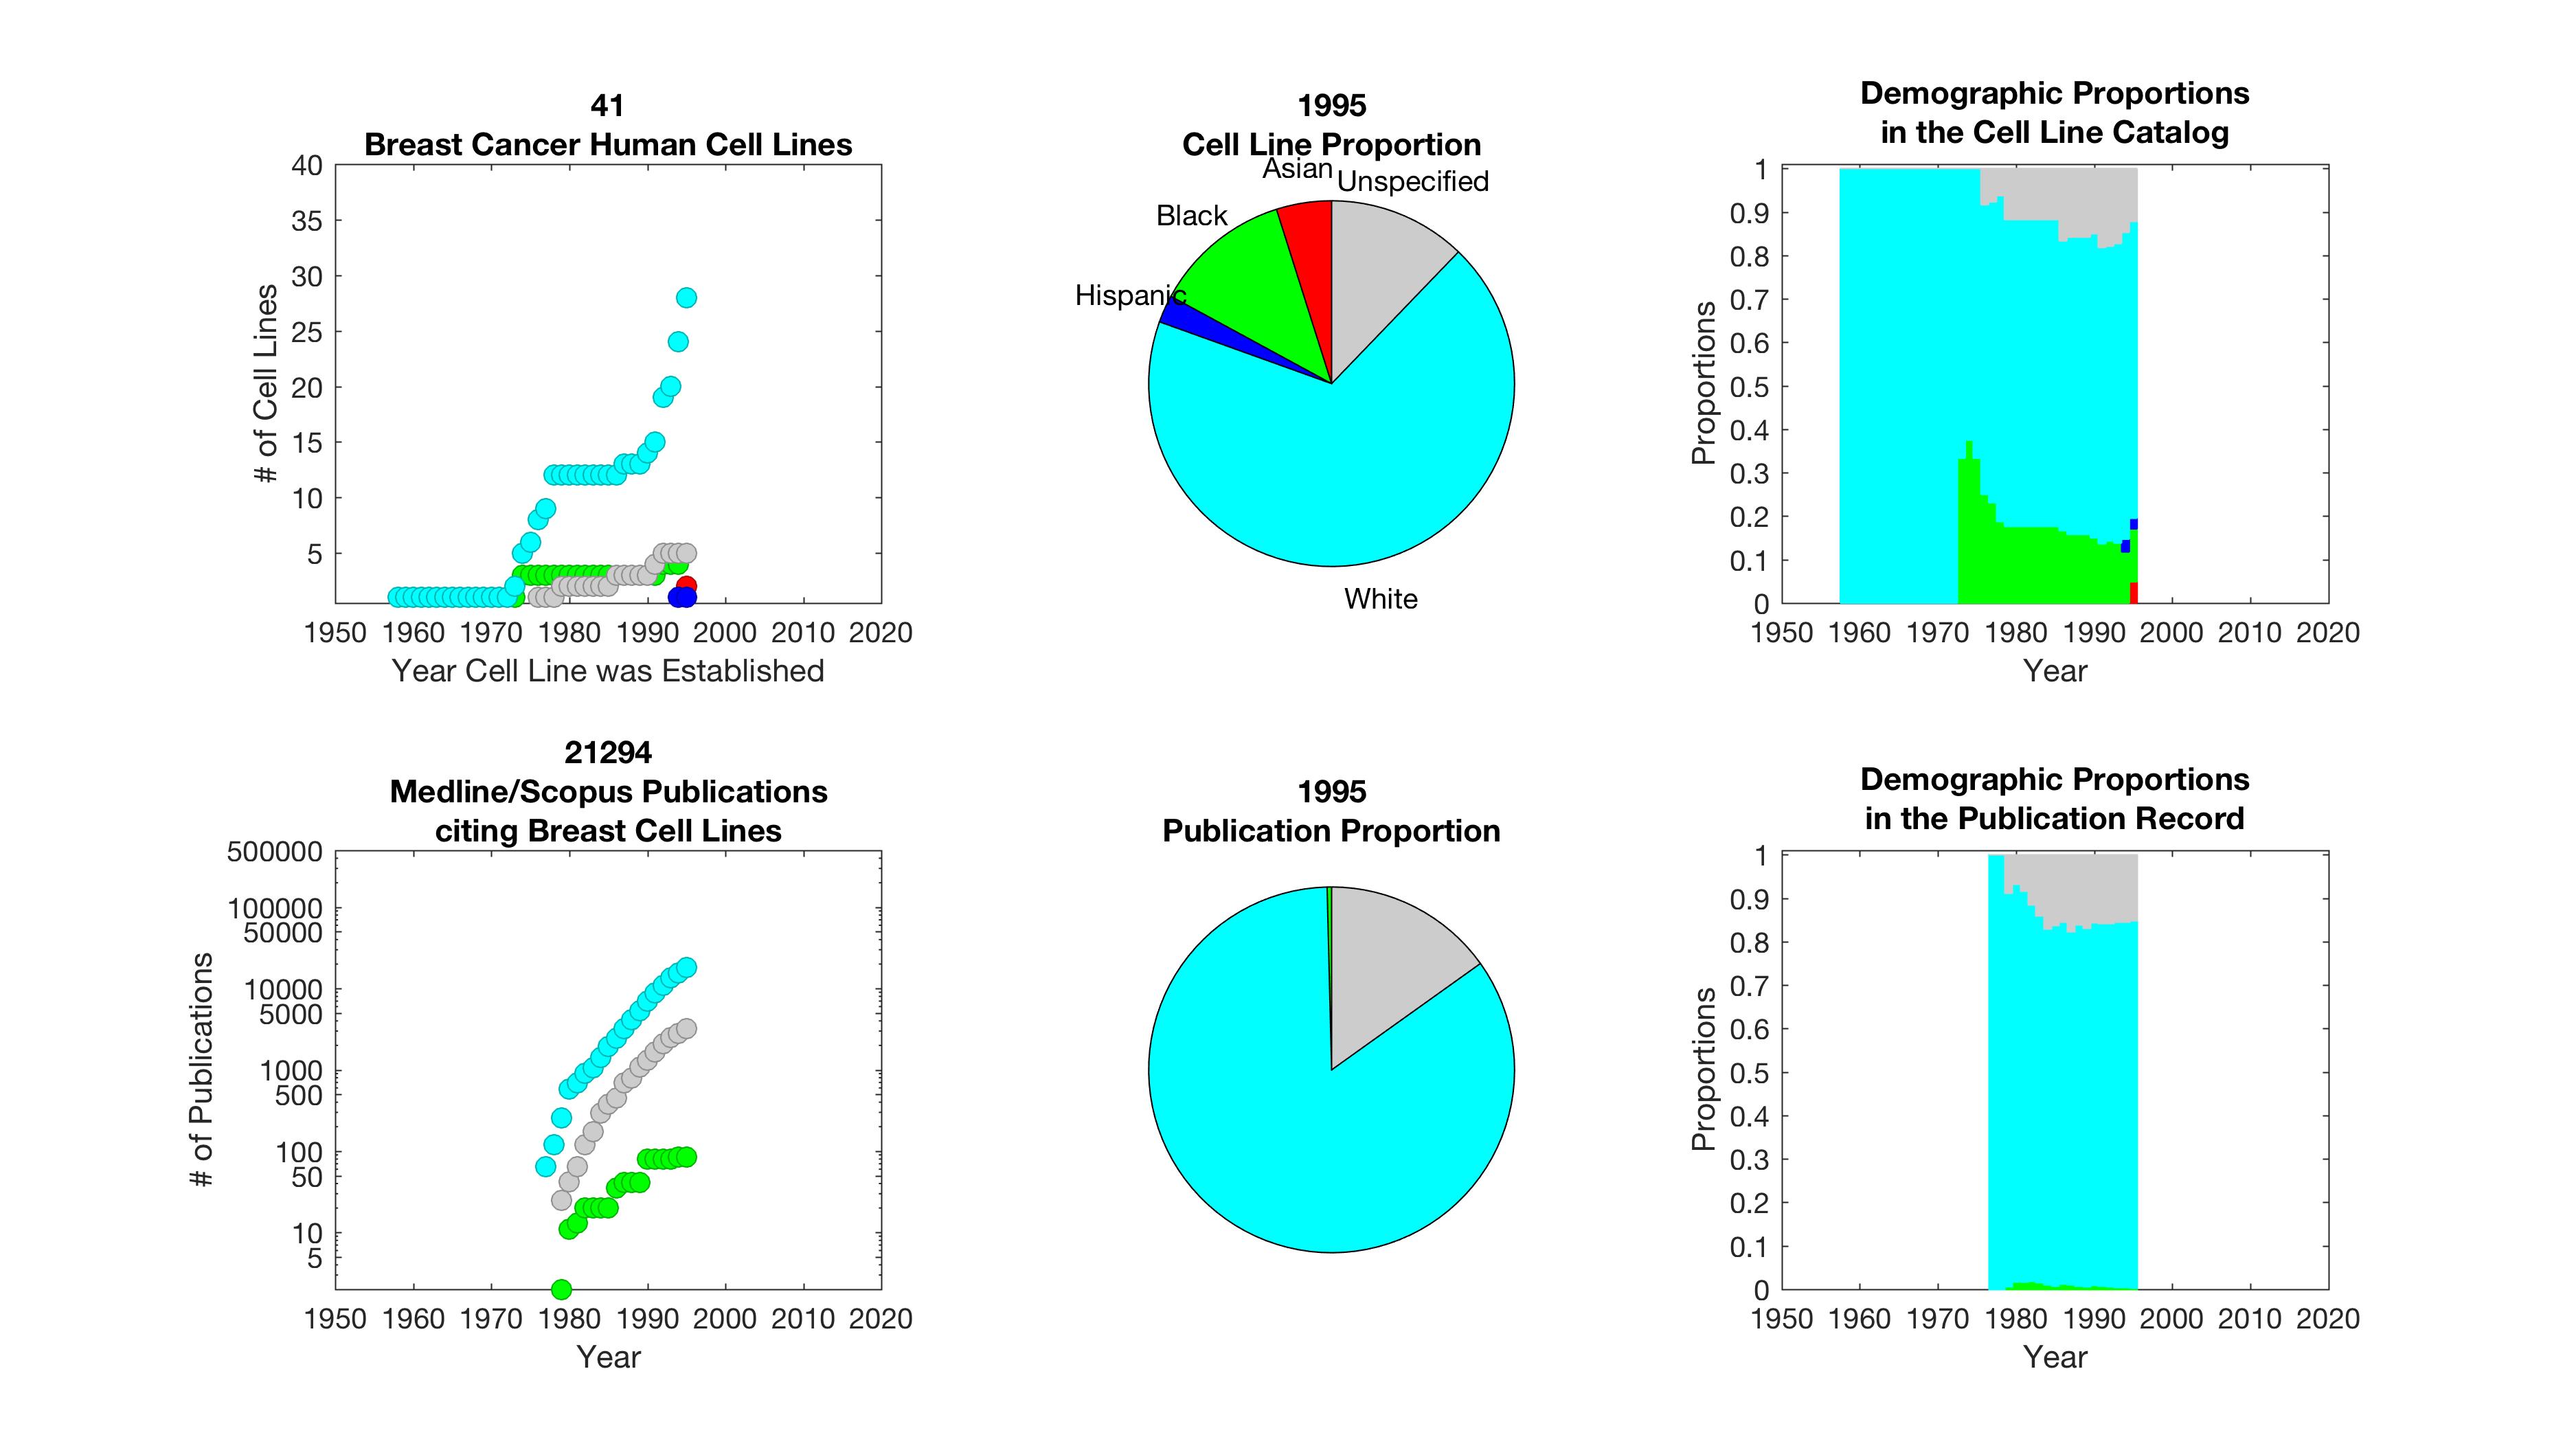 41
Breast Cancer Human Cell Lines
40
35
30
25
20
15
10
5
# of Cell Lines
1950 1960 1970 1980 1990 2000 2010 2020
Year Cell Line was Established
1995
Cell Line Proportion
Asian
Unspecified
Black
Hispanic
White
Demographic Proportions
in the Cell Line Catalog
1
0.9
0.8
0.7
0.6
0.5
0.4
0.3
0.2
0.1
0
Proportions
1950 1960 1970 1980 1990 2000 2010 2020
Year
21294
Medline/Scopus Publications
citing Breast Cell Lines
500000
100000
50000
10000
5000
1000
500
100
50
10
5
# of Publications
1950 1960 1970 1980 1990 2000 2010 2020
Year
1995
Publication Proportion
Demographic Proportions
in the Publication Record
1
0.9
0.8
0.7
0.6
0.5
0.4
0.3
0.2
0.1
0
Proportions
1950 1960 1970 1980 1990 2000 2010 2020
Year